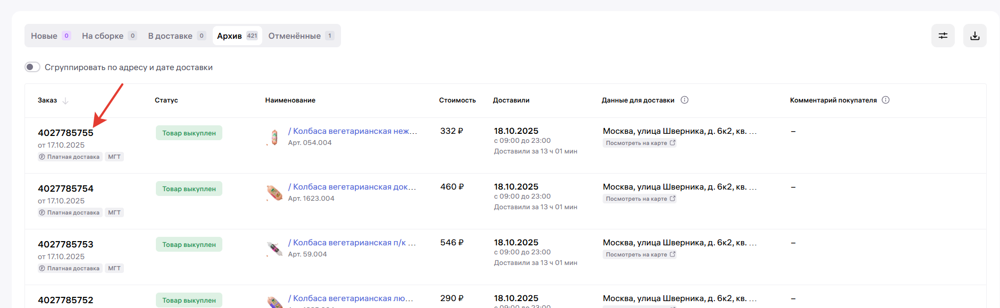 Новые 0 На сборке 0 В доставке 0 Архив 421 Отменённые 1
Сгруппировать по адресу и дате доставки
Заказ Статус Наименование Стоимость Доставили Данные для доставки Комментарий покупателя
4027785755 Товар выкуплен / Колбаса вегетарианская неж... 332 ₽ 18.10.2025 Москва, улица Шверника, д. 6к2, кв. ... –
от 17.10.2025 Арт. 054.004 с 09:00 до 23:00 Посмотреть на карте
Платная доставка МГТ Доставили за 13 ч 01 мин
4027785754 Товар выкуплен / Колбаса вегетарианская док... 460 ₽ 18.10.2025 Москва, улица Шверника, д. 6к2, кв. ... –
от 17.10.2025 Арт. 1623.004 с 09:00 до 23:00 Посмотреть на карте
Платная доставка МГТ Доставили за 13 ч 01 мин
4027785753 Товар выкуплен / Колбаса вегетарианская п/к ... 546 ₽ 18.10.2025 Москва, улица Шверника, д. 6к2, кв. ... –
от 17.10.2025 Арт. 59.004 с 09:00 до 23:00 Посмотреть на карте
Платная доставка МГТ Доставили за 13 ч 01 мин
4027785752 Товар выкуплен / Колбаса вегетарианская лю... 290 ₽ 18.10.2025 Москва, улица Шверника, д. 6к2, кв. ... –
с 09:00 до 23:00